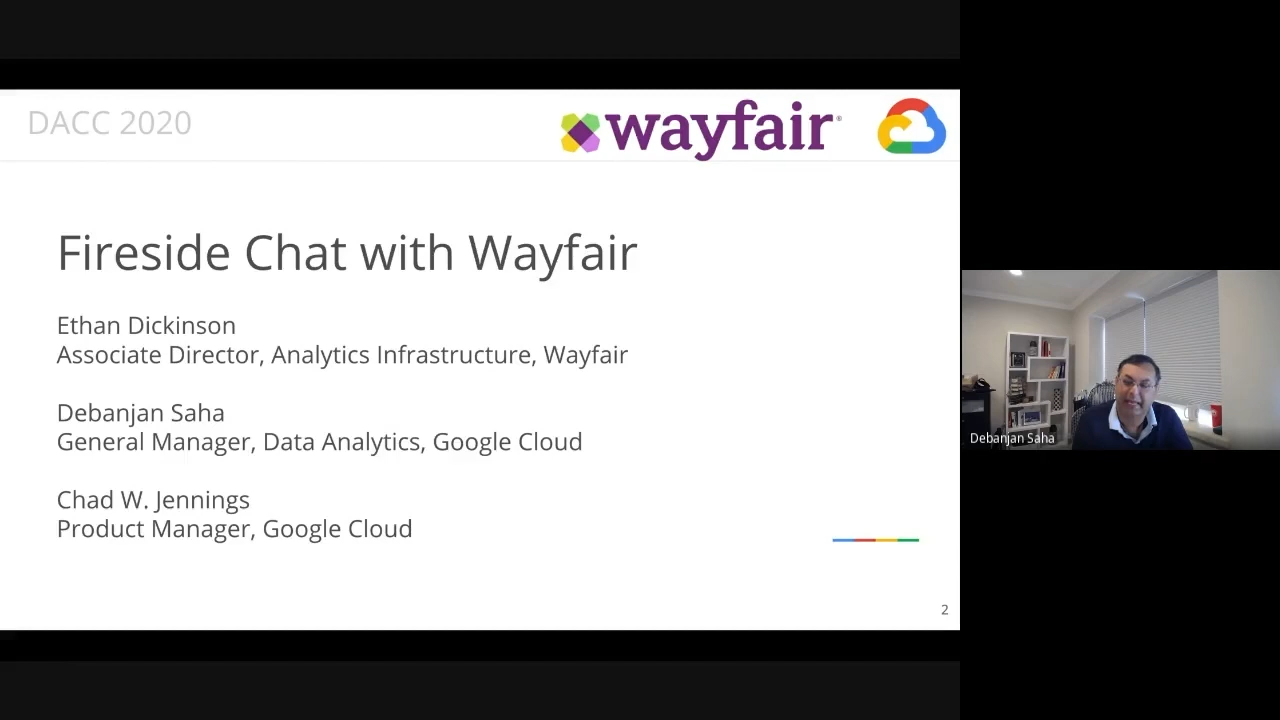 DACC 2020
wayfair
Fireside Chat with Wayfair
Ethan Dickinson
Associate Director, Analytics Infrastructure, Wayfair
Debanjan Saha
General Manager, Data Analytics, Google Cloud
Chad W. Jennings
Product Manager, Google Cloud
2
Debanjan Saha